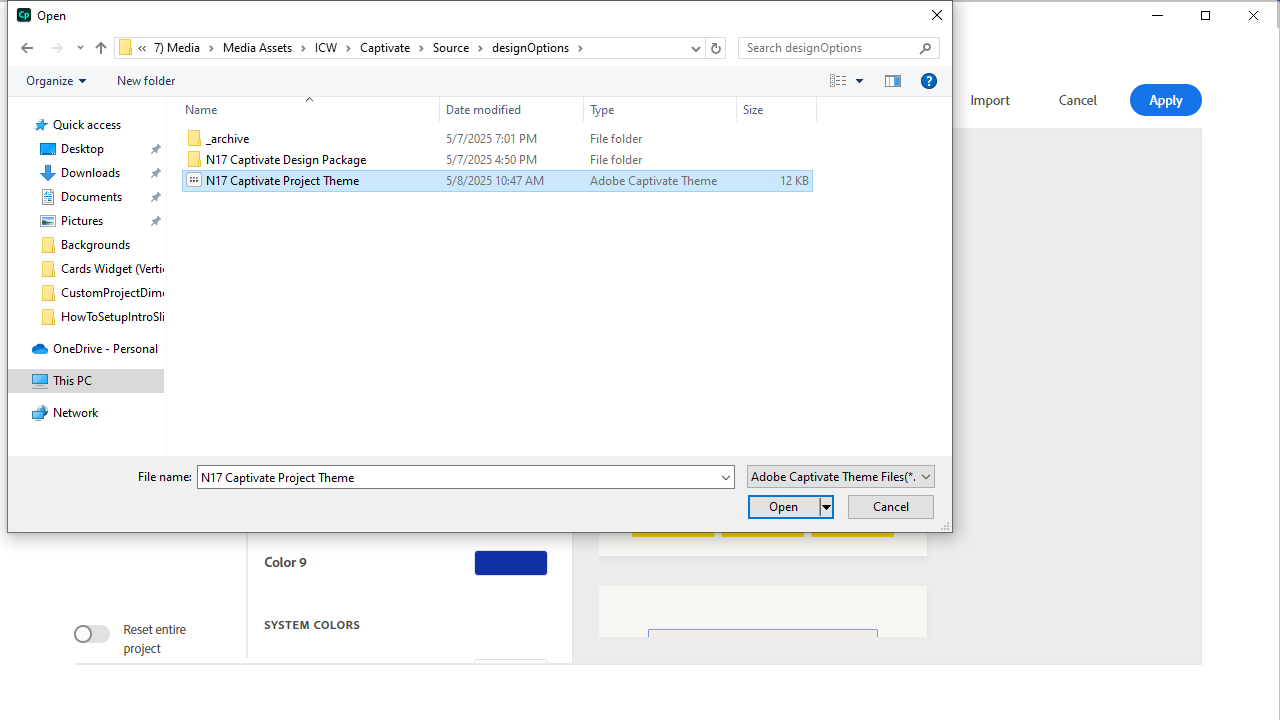 Cp Open
« 7) Media > Media Assets > ICW > Captivate > Source > designOptions >
Search designOptions
Organize
New folder
?
Name
Date modified
Type
Size
Quick access
Desktop
Downloads
Documents
Pictures
Backgrounds
Cards Widget (Vertic
CustomProjectDime
HowToSetupIntroSli
OneDrive - Personal
This PC
Network
_archive 5/7/2025 7:01 PM File folder
N17 Captivate Design Package 5/7/2025 4:50 PM File folder
N17 Captivate Project Theme 5/8/2025 10:47 AM Adobe Captivate Theme 12 KB
File name: N17 Captivate Project Theme
Adobe Captivate Theme Files(*.
Open
Cancel
Import
Cancel
Apply
Color 9
SYSTEM COLORS
Reset entire
project